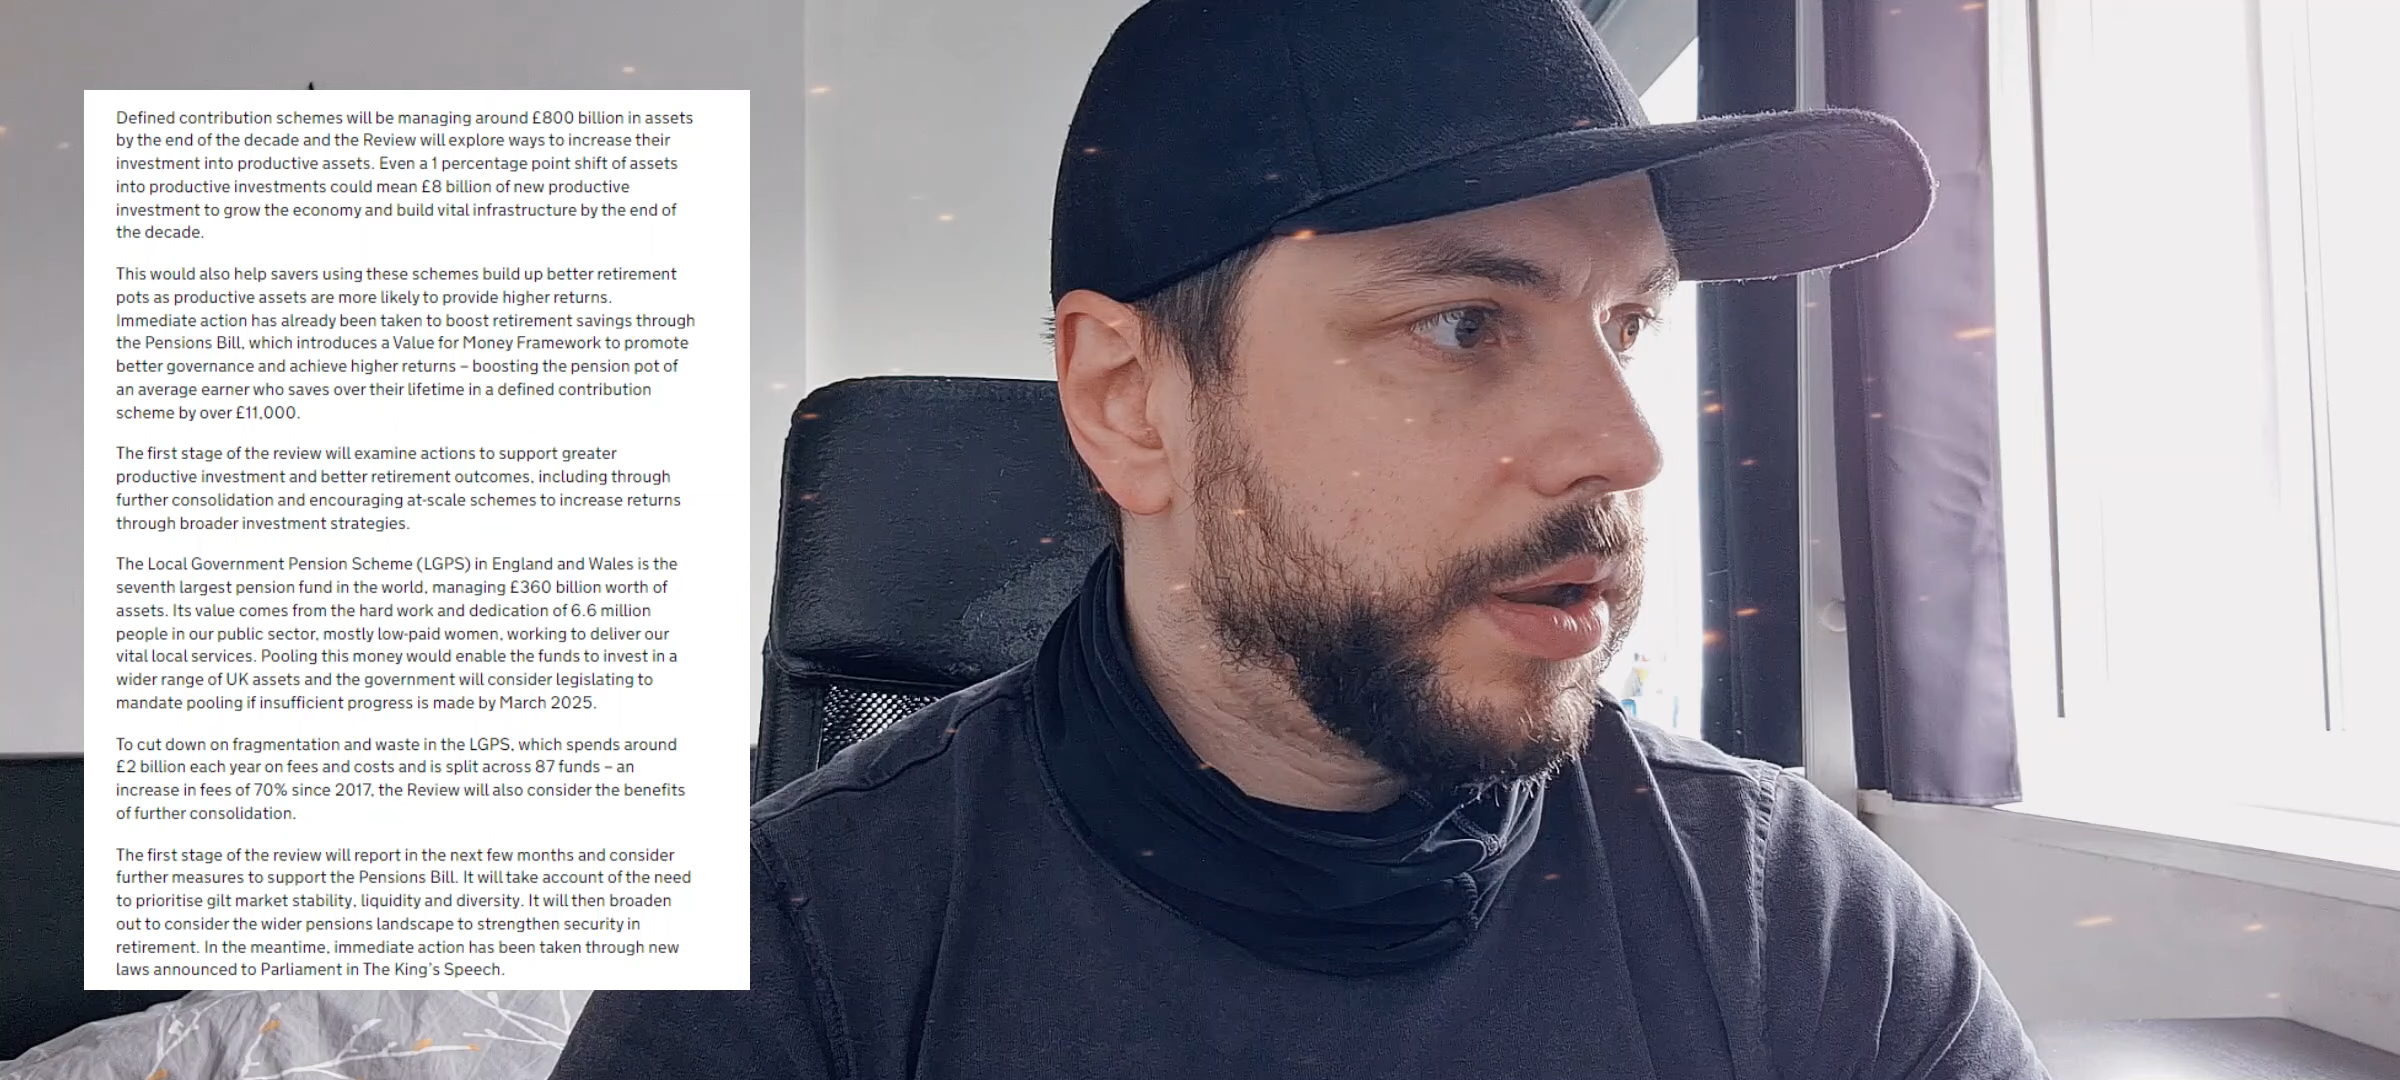 Defined contribution schemes will be managing around £800 billion in assets
by the end of the decade and the Review will explore ways to increase their
investment into productive assets. Even a 1 percentage point shift of assets
into productive investments could mean £8 billion of new productive
investment to grow the economy and build vital infrastructure by the end of
the decade.
This would also help savers using these schemes build up better retirement
pots as productive assets are more likely to provide higher returns.
Immediate action has already been taken to boost retirement savings through
the Pensions Bill, which introduces a Value for Money Framework to promote
better governance and achieve higher returns – boosting the pension pot of
an average earner who saves over their lifetime in a defined contribution
scheme by over £11,000.
The first stage of the review will examine actions to support greater
productive investment and better retirement outcomes, including through
further consolidation and encouraging at-scale schemes to increase returns
through broader investment strategies.
The Local Government Pension Scheme (LGPS) in England and Wales is the
seventh largest pension fund in the world, managing £360 billion worth of
assets. Its value comes from the hard work and dedication of 6.6 million
people in our public sector, mostly low-paid women, working to deliver our
vital local services. Pooling this money would enable the funds to invest in a
wider range of UK assets and the government will consider legislating to
mandate pooling if insufficient progress is made by March 2025.
To cut down on fragmentation and waste in the LGPS, which spends around
£2 billion each year on fees and costs and is split across 87 funds – an
increase in fees of 70% since 2017, the Review will also consider the benefits
of further consolidation.
The first stage of the review will report in the next few months and consider
further measures to support the Pensions Bill. It will take account of the need
to prioritise gilt market stability, liquidity and diversity. It will then broaden
out to consider the wider pensions landscape to strengthen security in
retirement. In the meantime, immediate action has been taken through new
laws announced to Parliament in The King's Speech.